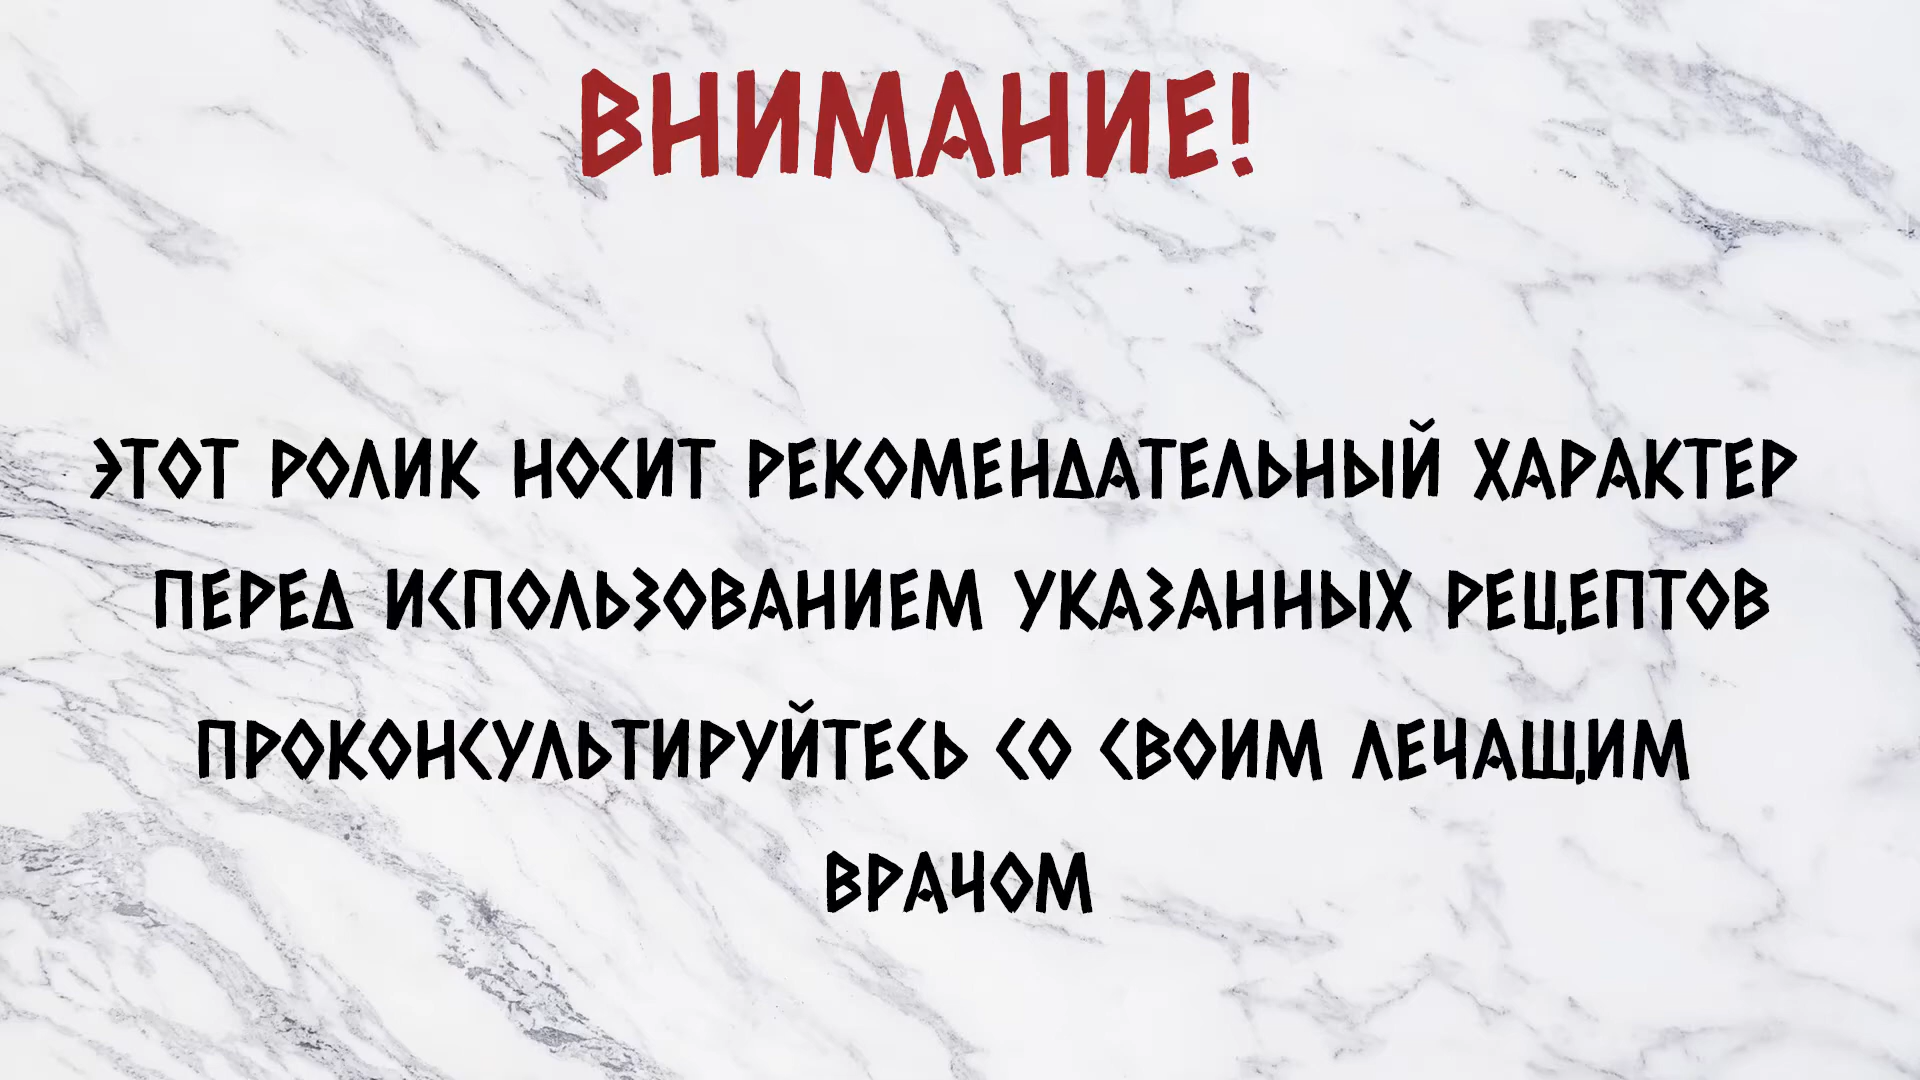 ВНИМАНИЕ!
ЭТОТ РОЛИК НОСИТ РЕКОМЕНДАТЕЛЬНЫЙ ХАРАКТЕР
ПЕРЕД ИСПОЛЬЗОВАНИЕМ УКАЗАННЫХ РЕЦЕПТОВ
ПРОКОНСУЛЬТИРУЙТЕСЬ СО СВОИМ ЛЕЧАЩИМ
ВРАЧОМ